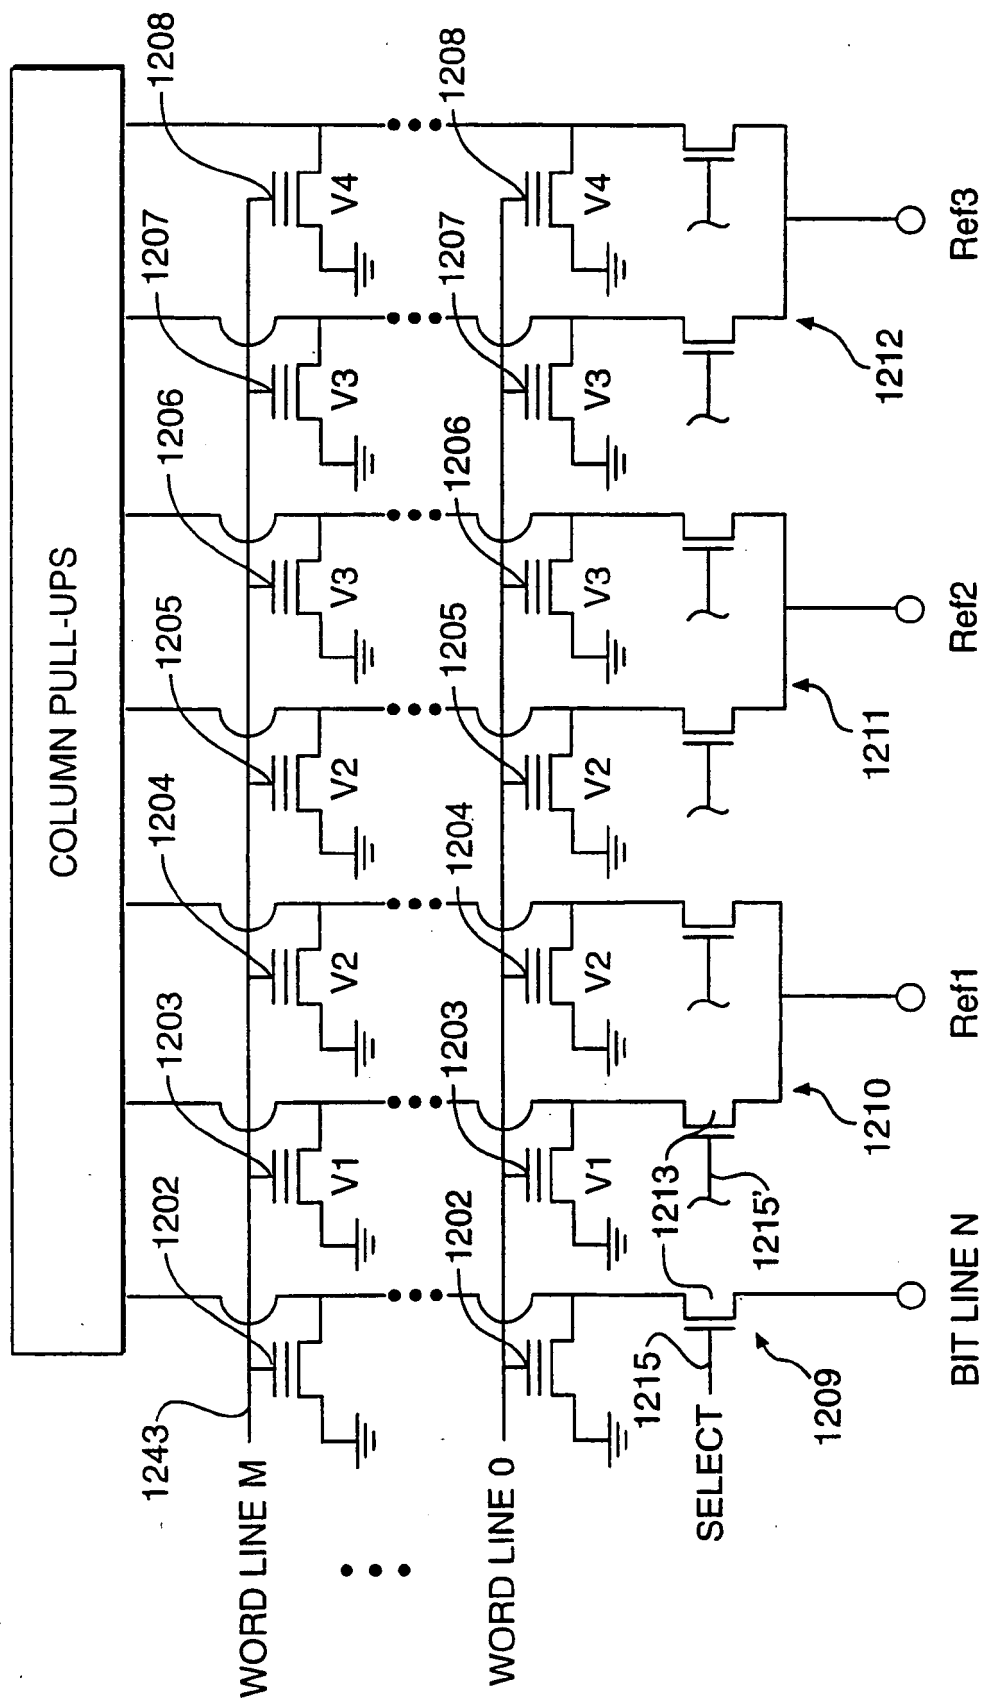 COLUMN PULL-UPS
1243
1202
1203
1204
1205
1206
1207
1208
WORD LINE M
V1
V2
V2
V3
V3
V4
1202
1203
1204
1205
1206
1207
1208
WORD LINE 0
V1
V2
V2
V3
V3
V4
1215
1213
SELECT
1215'
1209
1210
1211
1212
BIT LINE N
Ref1
Ref2
Ref3